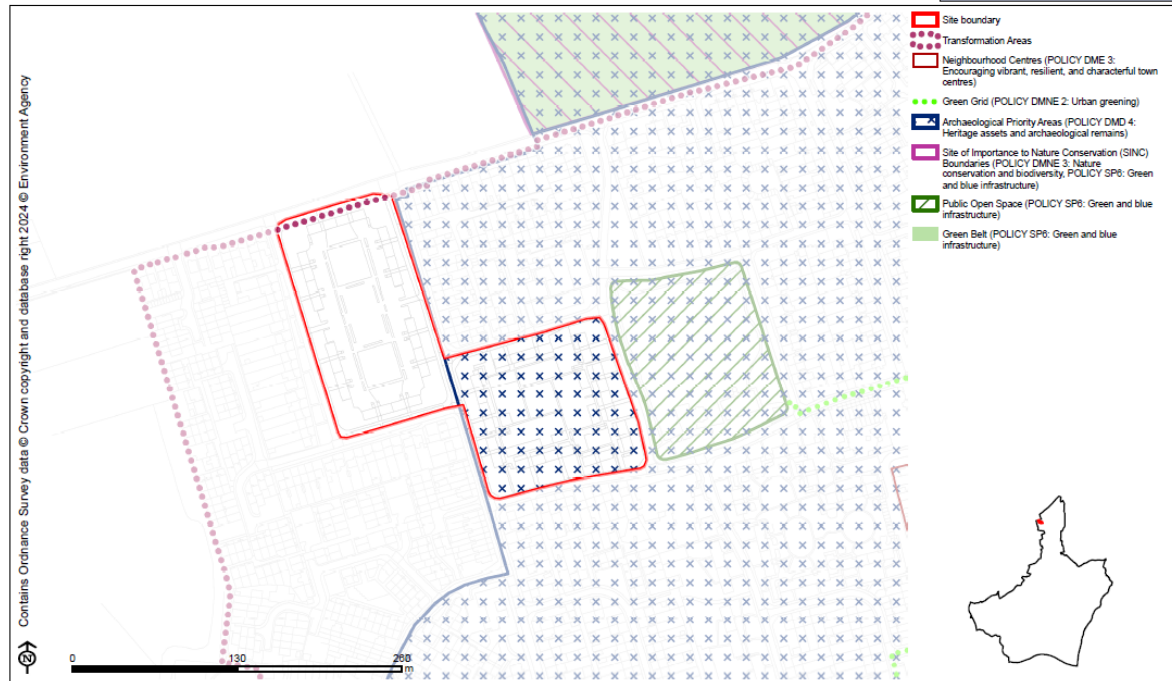 Site boundary
Transformation Areas
Neighbourhood Centres (POLICY DME 3:
Encouraging vibrant, resilient, and characterful town
centres)
Green Grid (POLICY DMNE 2: Urban greening)
Archaeological Priority Areas (POLICY DMD 4:
Heritage assets and archaeological remains)
Site of Importance to Nature Conservation (SINC)
Boundaries (POLICY DMNE 3: Nature
conservation and biodiversity, POLICY SP6: Green
and blue infrastructure)
Public Open Space (POLICY SP6: Green and blue
infrastructure)
Green Belt (POLICY SP6: Green and blue
infrastructure)
Contains Ordnance Survey data © Crown copyright and database right 2024 © Environment Agency
N
0 130 260
m